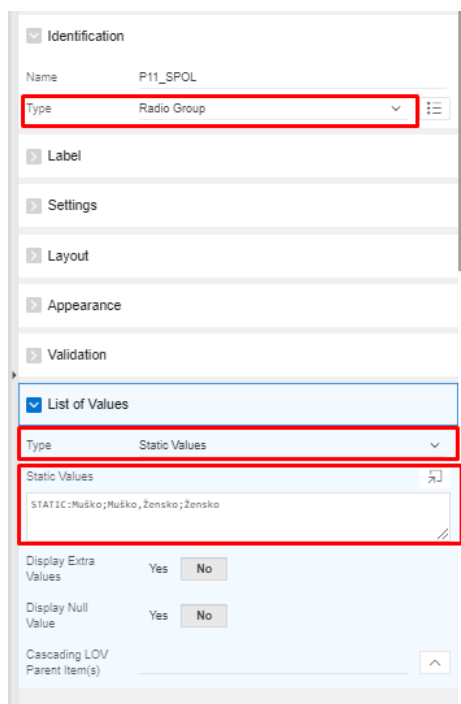 Identification
Name P11_SPOL
Type Radio Group
Label
Settings
Layout
Appearance
Validation
List of Values
Type Static Values
Static Values
STATIC:Muško;Muško,Žensko;Žensko
Display Extra
Values Yes No
Display Null
Value Yes No
Cascading LOV
Parent Item(s)